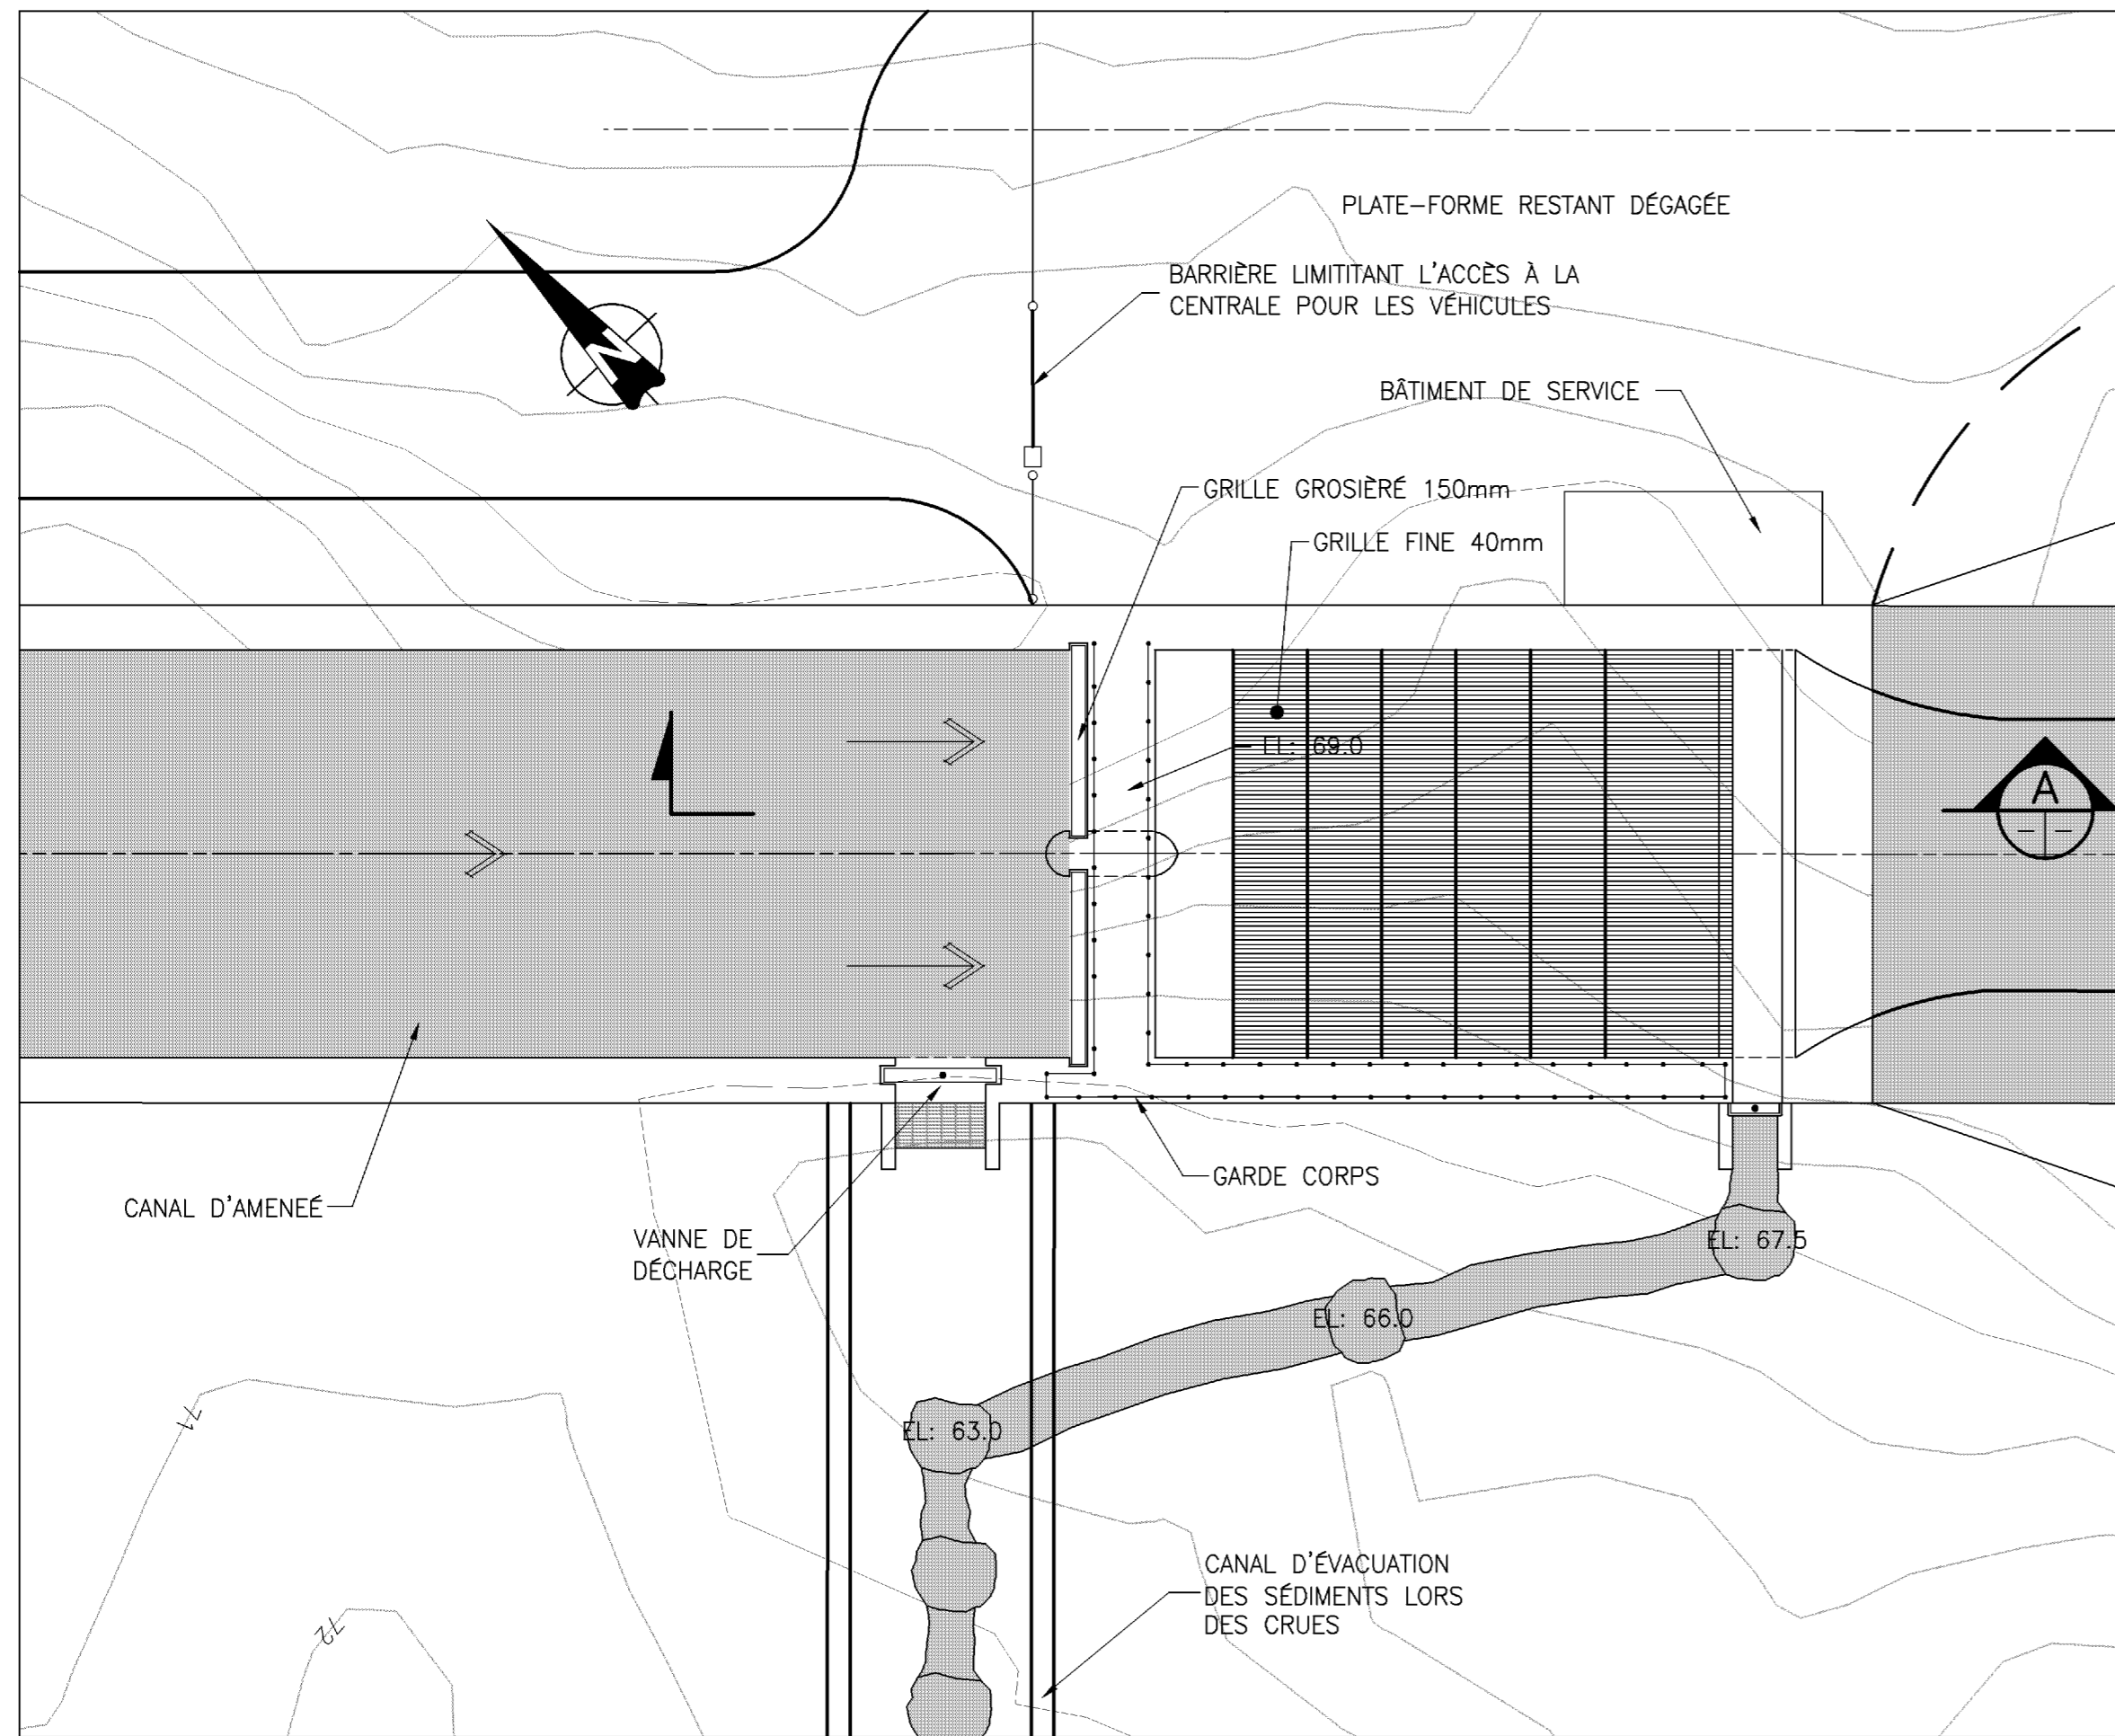 PLATE-FORME RESTANT DÉGAGÉE
BARRIÈRE LIMITITANT L'ACCÈS À LA
CENTRALE POUR LES VÉHICULES
BÂTIMENT DE SERVICE
GRILLE GROSIÈRÉ 150mm
GRILLE FINE 40mm
N
EL: 69.0
A
CANAL D'AMENEÉ
VANNE DE
DÉCHARGE
GARDE CORPS
EL: 67.5
EL: 66.0
EL: 63.0
71
72
CANAL D'ÉVACUATION
DES SÉDIMENTS LORS
DES CRUES